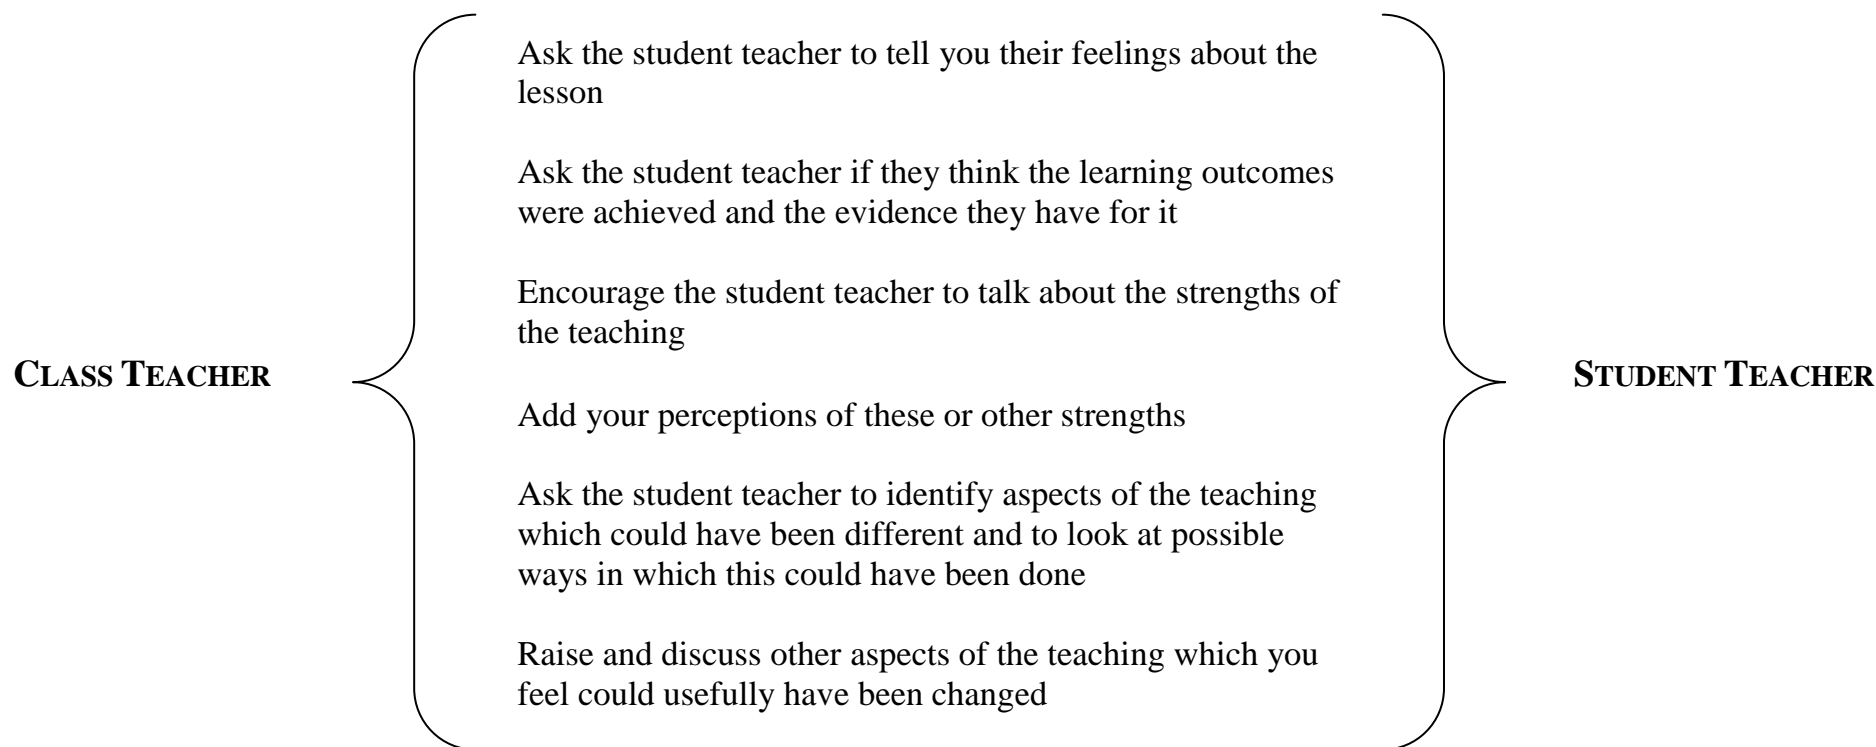 Ask the student teacher to tell you their feelings about the
lesson
Ask the student teacher if they think the learning outcomes
were achieved and the evidence they have for it
Encourage the student teacher to talk about the strengths of
the teaching
CLASS TEACHER
STUDENT TEACHER
Add your perceptions of these or other strengths
Ask the student teacher to identify aspects of the teaching
which could have been different and to look at possible
ways in which this could have been done
Raise and discuss other aspects of the teaching which you
feel could usefully have been changed